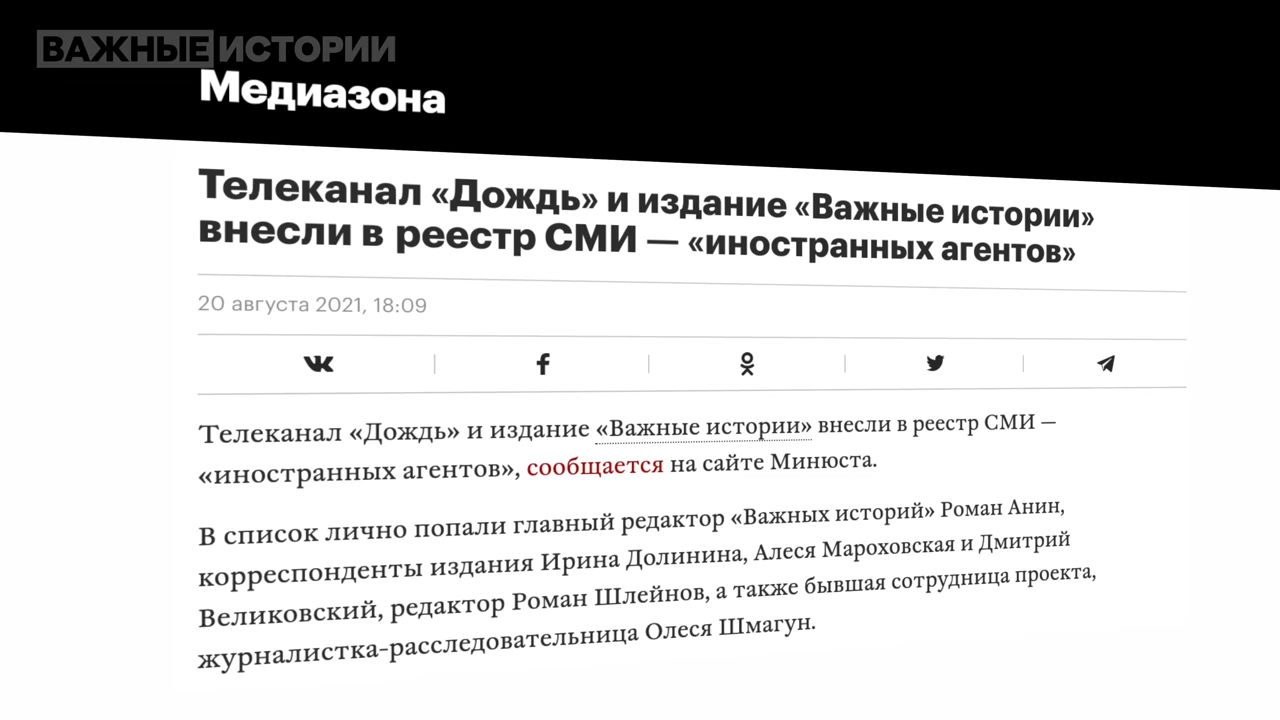 ВАЖНЫЕ ИСТОРИИ
Медиазона
Телеканал «Дождь» и издание «Важные истории»
внесли в реестр СМИ — «иностранных агентов»
20 августа 2021, 18:09
Телеканал «Дождь» и издание «Важные истории» внесли в реестр СМИ —
«иностранных агентов», сообщается на сайте Минюста.
В список лично попали главный редактор «Важных историй» Роман Анин,
корреспонденты издания Ирина Долинина, Алеся Мароховская и Дмитрий
Великовский, редактор Роман Шлейнов, а также бывшая сотрудница проекта,
журналистка-расследовательница Олеся Шмагун.